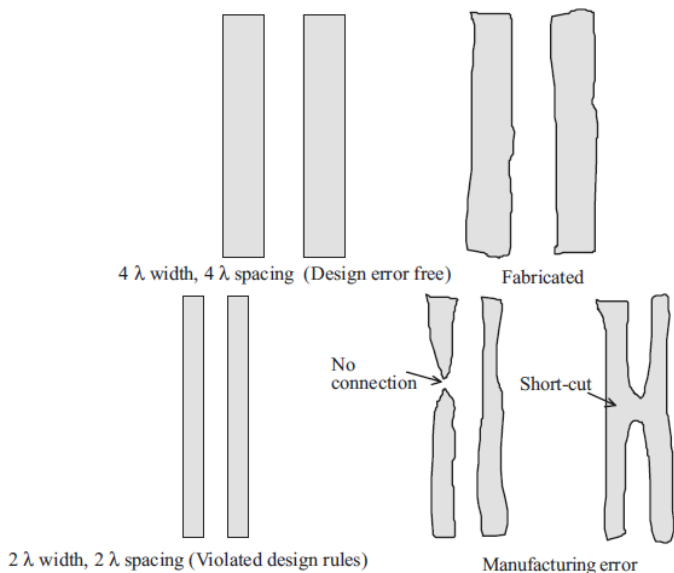 4 λ width, 4 λ spacing (Design error free)
Fabricated
No
connection
Short-cut
2 λ width, 2 λ spacing (Violated design rules)
Manufacturing error